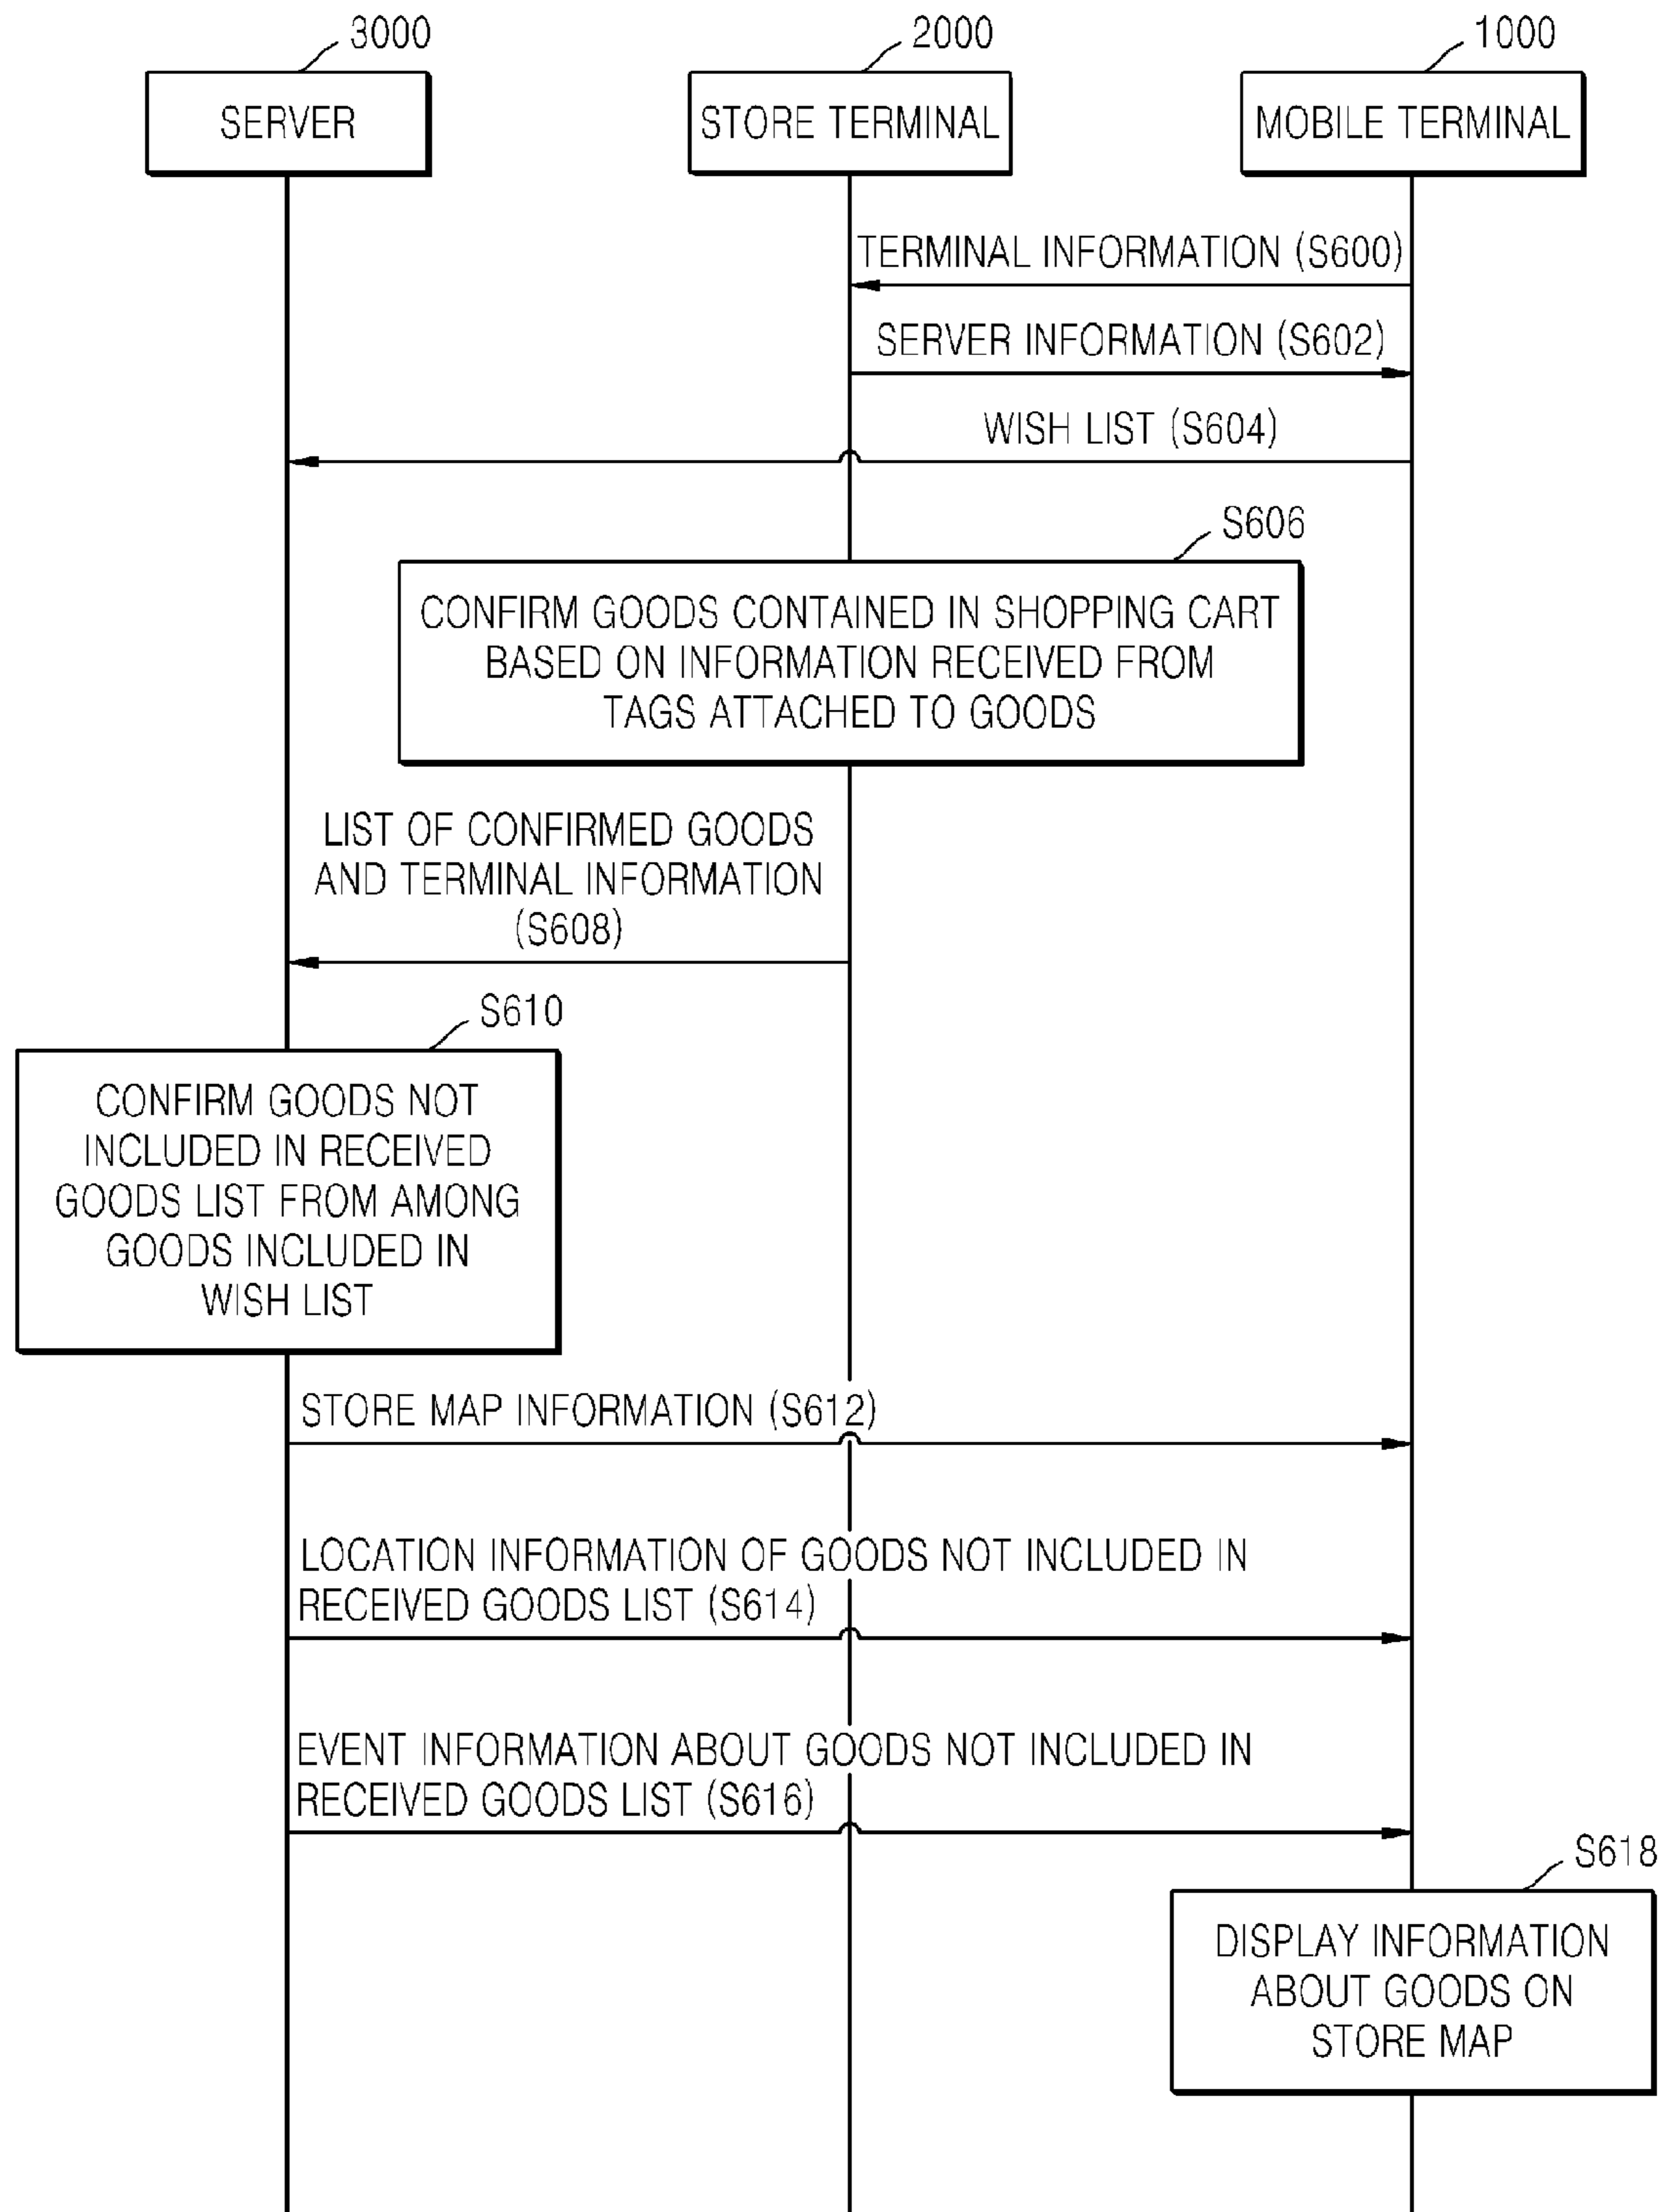 3000
2000
1000
SERVER
STORE TERMINAL
MOBILE TERMINAL
TERMINAL INFORMATION (S600)
SERVER INFORMATION (S602)
WISH LIST (S604)
S606
CONFIRM GOODS CONTAINED IN SHOPPING CART
BASED ON INFORMATION RECEIVED FROM
TAGS ATTACHED TO GOODS
LIST OF CONFIRMED GOODS
AND TERMINAL INFORMATION
(S608)
S610
CONFIRM GOODS NOT
INCLUDED IN RECEIVED
GOODS LIST FROM AMONG
GOODS INCLUDED IN
WISH LIST
STORE MAP INFORMATION (S612)
LOCATION INFORMATION OF GOODS NOT INCLUDED IN
RECEIVED GOODS LIST (S614)
EVENT INFORMATION ABOUT GOODS NOT INCLUDED IN
RECEIVED GOODS LIST (S616)
S618
DISPLAY INFORMATION
ABOUT GOODS ON
STORE MAP